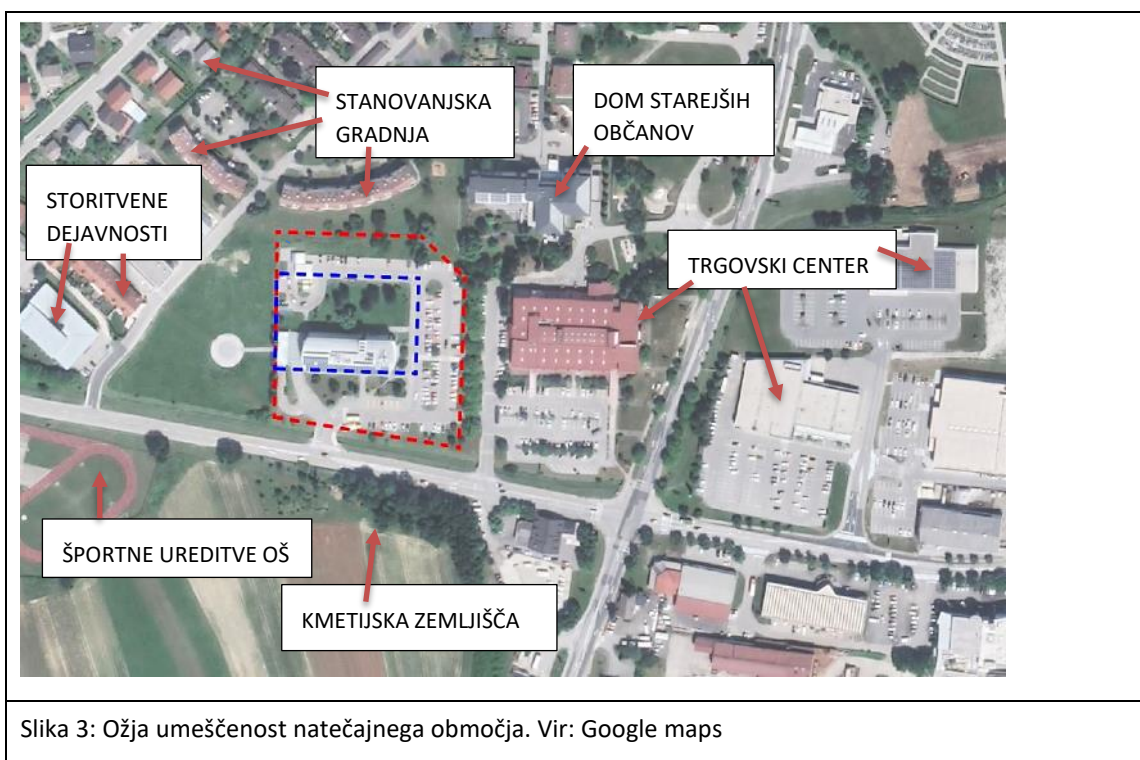 STANOVANJSKA
GRADNJA
DOM STAREJŠIH
OBČANOV
STORITVENE
DEJAVNOSTI
TRGOVSKI CENTER
ŠPORTNE UREDITVE OŠ
KMETIJSKA ZEMLJIŠČA
Slika 3: Ožja umeščenost natečajnega območja. Vir: Google maps